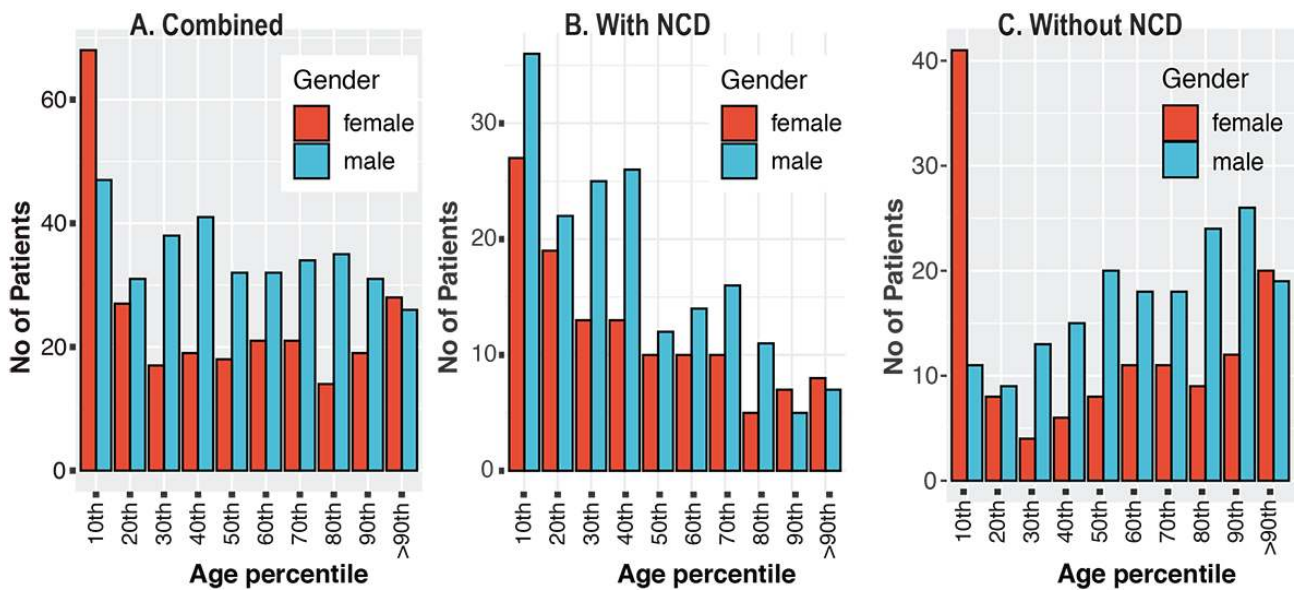 A. Combined
No of Patients
60
40
20
0
Gender
female
male
10th
20th
30th
40th
50th
60th
70th
80th
90th
>90th
Age percentile
B. With NCD
No of Patients
30
20
10
0
Gender
female
male
10th
20th
30th
40th
50th
60th
70th
80th
90th
>90th
Age percentile
C. Without NCD
No of Patients
40
30
20
10
0
Gender
female
male
10th
20th
30th
40th
50th
60th
70th
80th
90th
>90th
Age percentile